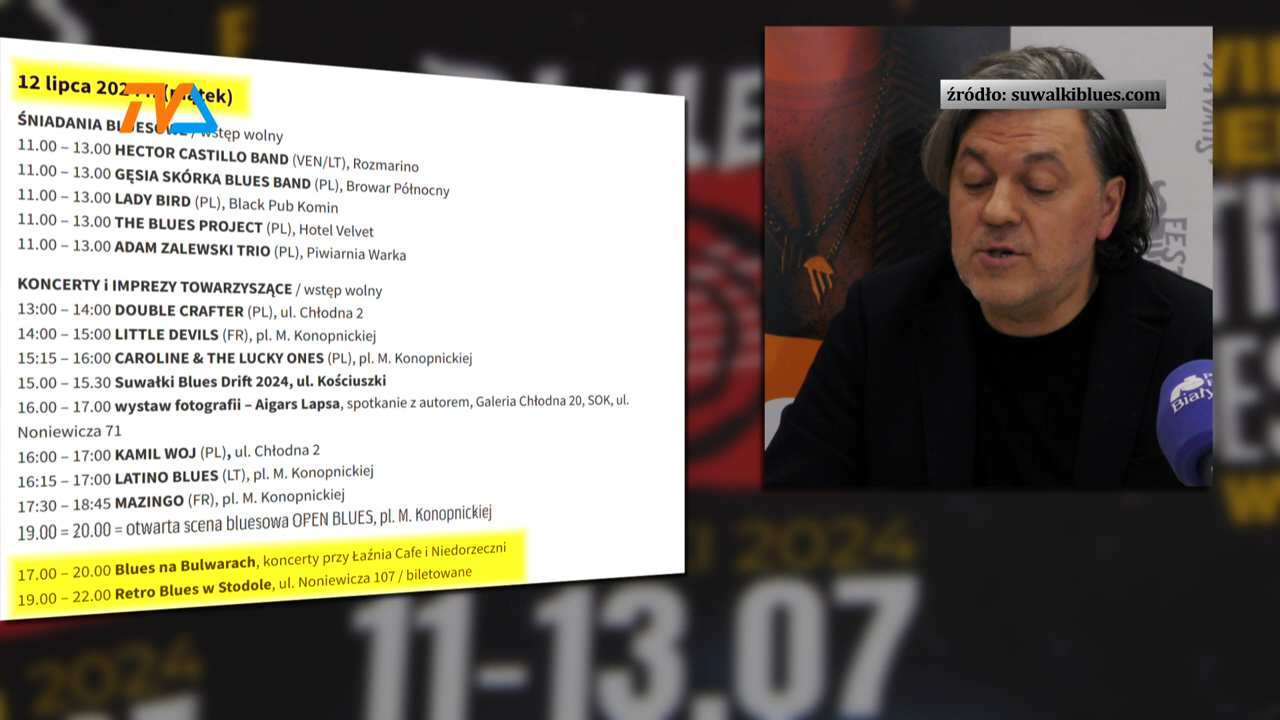 12 lipca 202 (piątek)
ŚNIADANIA BLUESOWE / wstęp wolny
11.00 – 13.00 HECTOR CASTILLO BAND (VEN/LT), Rozmarino
11.00 – 13.00 GĘSIA SKÓRKA BLUES BAND (PL), Browar Północny
11.00 – 13.00 LADY BIRD (PL), Black Pub Komin
11.00 – 13.00 THE BLUES PROJECT (PL), Hotel Velvet
11.00 – 13.00 ADAM ZALEWSKI TRIO (PL), Piwiarnia Warka
KONCERTY i IMPREZY TOWARZYSZĄCE / wstęp wolny
13:00 – 14:00 DOUBLE CRAFTER (PL), ul. Chłodna 2
14:00 – 15:00 LITTLE DEVILS (FR), pl. M. Konopnickiej
15:15 – 16:00 CAROLINE & THE LUCKY ONES (PL), pl. M. Konopnickiej
15.00 – 15.30 Suwałki Blues Drift 2024, ul. Kościuszki
16.00 – 17.00 wystaw fotografii – Aigars Lapsa, spotkanie z autorem, Galeria Chłodna 20, SOK, ul.
Noniewicza 71
16:00 – 17:00 KAMIL WOJ (PL), ul. Chłodna 2
16:15 – 17:00 LATINO BLUES (LT), pl. M. Konopnickiej
17:30 – 18:45 MAZINGO (FR), pl. M. Konopnickiej
19.00 = 20.00 = otwarta scena bluesowa OPEN BLUES, pl. M. Konopnickiej
17.00 – 20.00 Blues na Bulwarach, koncerty przy Łaźnia Cafe i Niedorzeczni
19.00 – 22.00 Retro Blues w Stodole, ul. Noniewicza 107 / biletowane
TVA
źródło: suwalkiblues.com
Biały
2024
11-13.07
2024